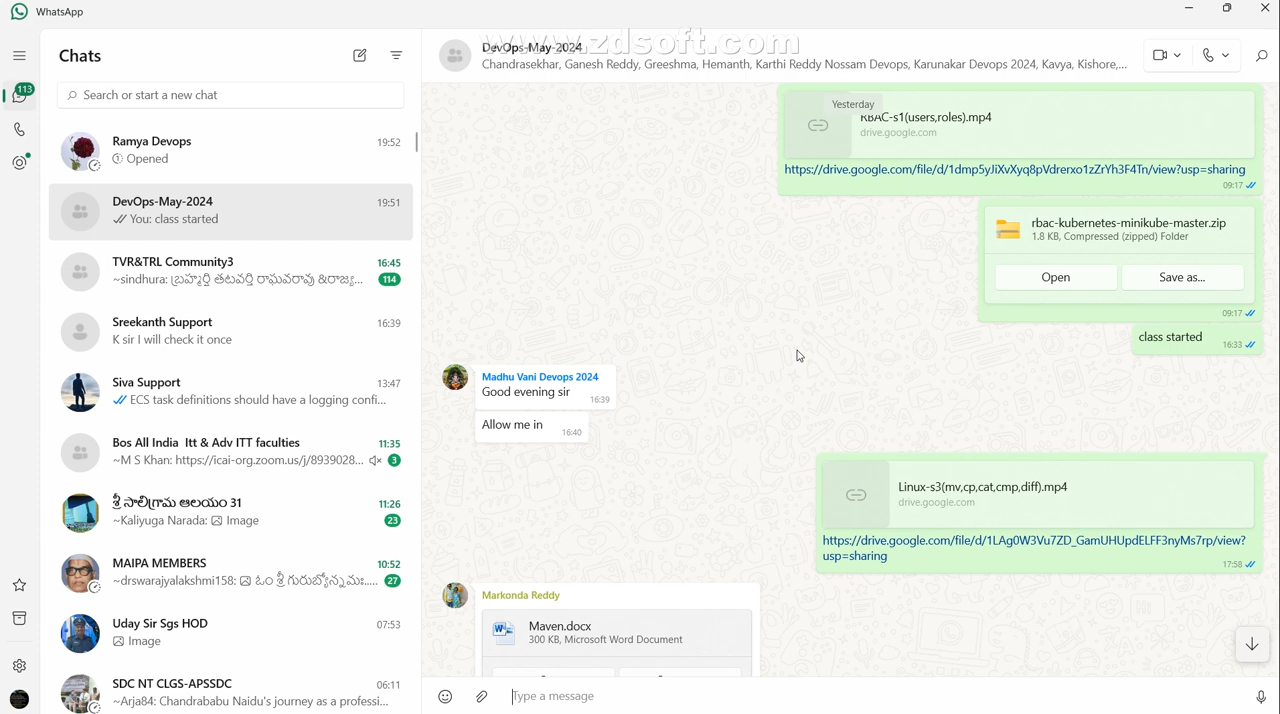 WhatsApp
www.zdsoft.com
Chats
Search or start a new chat
113
Ramya Devops
19:52
Opened
DevOps-May-2024
19:51
You: class started
TVR&TRL Community3
16:45
~sindhura: బ్రహ్మర్షి తటవర్తి రాఘవరావు &రాజ్య...
114
Sreekanth Support
16:39
K sir I will check it once
Siva Support
13:47
ECS task definitions should have a logging confi...
Bos All India Itt & Adv ITT faculties
11:35
~M S Khan: https://icai-org.zoom.us/j/8939028...
3
శ్రీ సాలిగ్రామ ఆలయం 31
11:26
~Kaliyuga Narada: Image
23
MAIPA MEMBERS
10:52
~drswarajyalakshmi158: ఓం శ్రీ గురుభ్యోన్నమః.....
27
Uday Sir Sgs HOD
07:53
Image
SDC NT CLGS-APSSDC
06:11
~Arja84: Chandrababu Naidu's journey as a professi...
DevOps-May-2024
Chandrasekhar, Ganesh Reddy, Greeshma, Hemanth, Karthi Reddy Nossam Devops, Karunakar Devops 2024, Kavya, Kishore,...
Yesterday
RBAC-s1(users,roles).mp4
drive.google.com
https://drive.google.com/file/d/1dmp5yJiXvXyq8pVdrerxo1zZrYh3F4Tn/view?usp=sharing
09:17
rbac-kubernetes-minikube-master.zip
1.8 KB, Compressed (zipped) Folder
Open
Save as...
09:17
class started
16:33
Madhu Vani Devops 2024
Good evening sir
16:39
Allow me in
16:40
Linux-s3(mv,cp,cat,cmp,diff).mp4
drive.google.com
https://drive.google.com/file/d/1LAg0W3Vu7ZD_GamUHUpdELFF3nyMs7rp/view?
usp=sharing
17:58
Markonda Reddy
Maven.docx
300 KB, Microsoft Word Document
Type a message